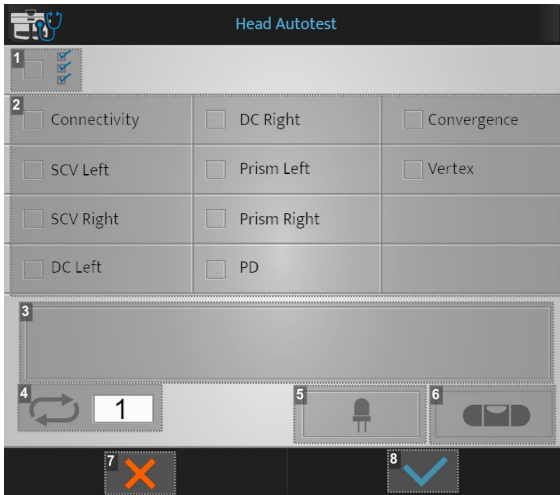 Head Autotest
1
2
Connectivity DC Right Convergence
SCV Left Prism Left Vertex
SCV Right Prism Right
DC Left PD
3
4 1 5 6
7 8